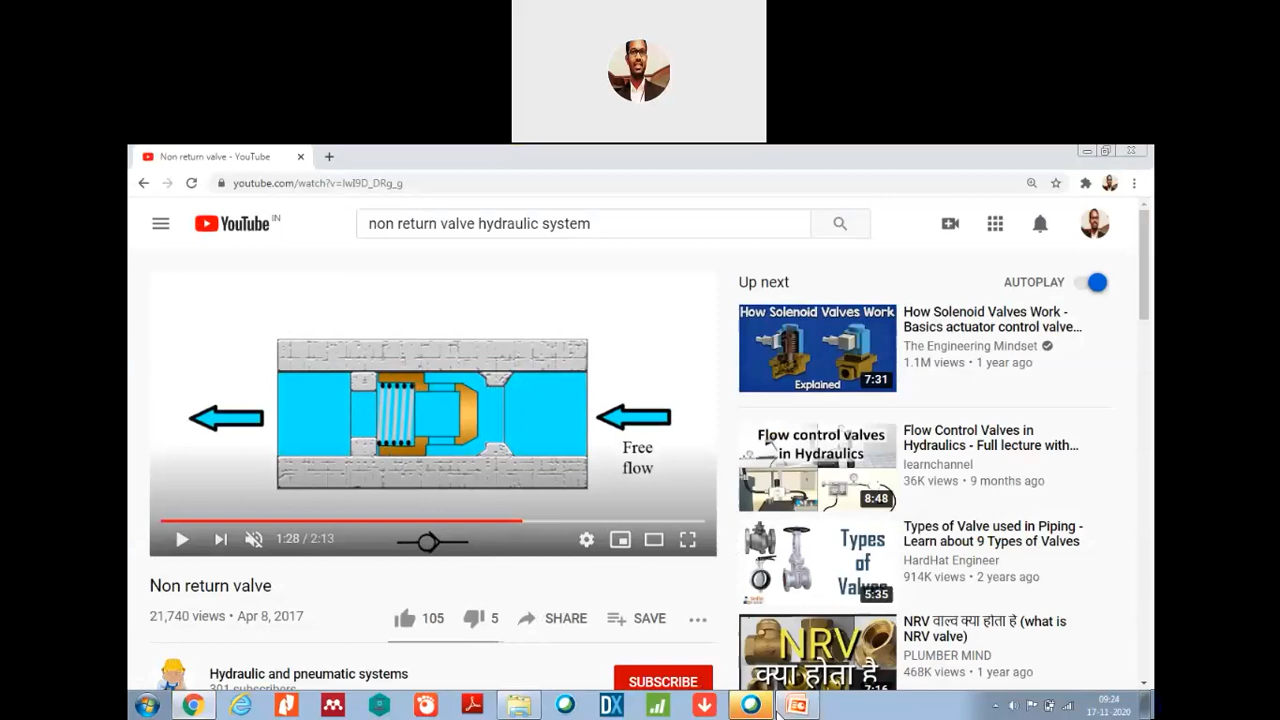 Non return valve - YouTube
youtube.com/watch?v=IwI9D_DRg_g
YouTube IN
non return valve hydraulic system
Free
flow
1:28 / 2:13
Non return valve
21,740 views • Apr 8, 2017
105
5
SHARE
SAVE
Hydraulic and pneumatic systems
301 subscribers
SUBSCRIBE
Up next
AUTOPLAY
How Solenoid Valves Work
Explained
7:31
How Solenoid Valves Work -
Basics actuator control valve...
The Engineering Mindset
1.1M views • 1 year ago
Flow control valves
in Hydraulics
8:48
Flow Control Valves in
Hydraulics - Full lecture with...
learnchannel
36K views • 9 months ago
Types
of
Valves
5:35
Types of Valve used in Piping -
Learn about 9 Types of Valves
HardHat Engineer
914K views • 2 years ago
NRV
क्या होता है
7:16
NRV वाल्व क्या होता है (what is
NRV valve)
PLUMBER MIND
468K views • 1 year ago
DX
09:24
17-11-2020